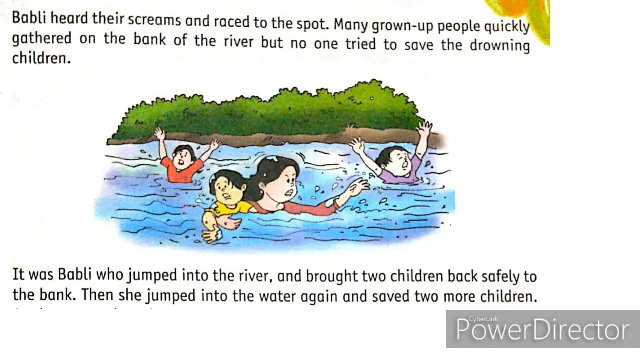 Babli heard their screams and raced to the spot. Many grown-up people quickly
gathered on the bank of the river but no one tried to save the drowning
children.
It was Babli who jumped into the river, and brought two children back safely to
the bank. Then she jumped into the water again and saved two more children.
CyberLink
PowerDirector